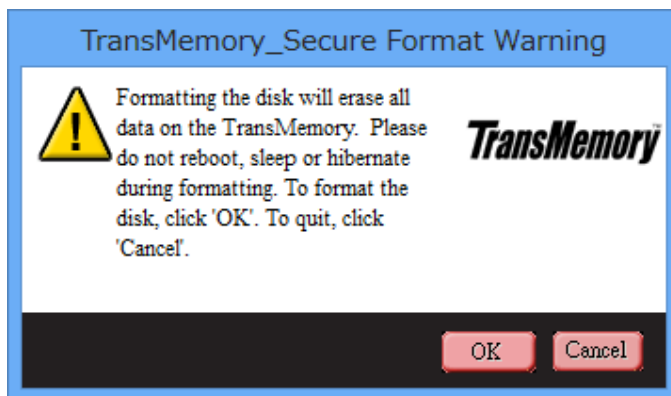 TransMemory_Secure Format Warning
Formatting the disk will erase all
data on the TransMemory.  Please
do not reboot, sleep or hibernate
during formatting. To format the
disk, click 'OK'. To quit, click
'Cancel'.
TransMemory™
OK
Cancel